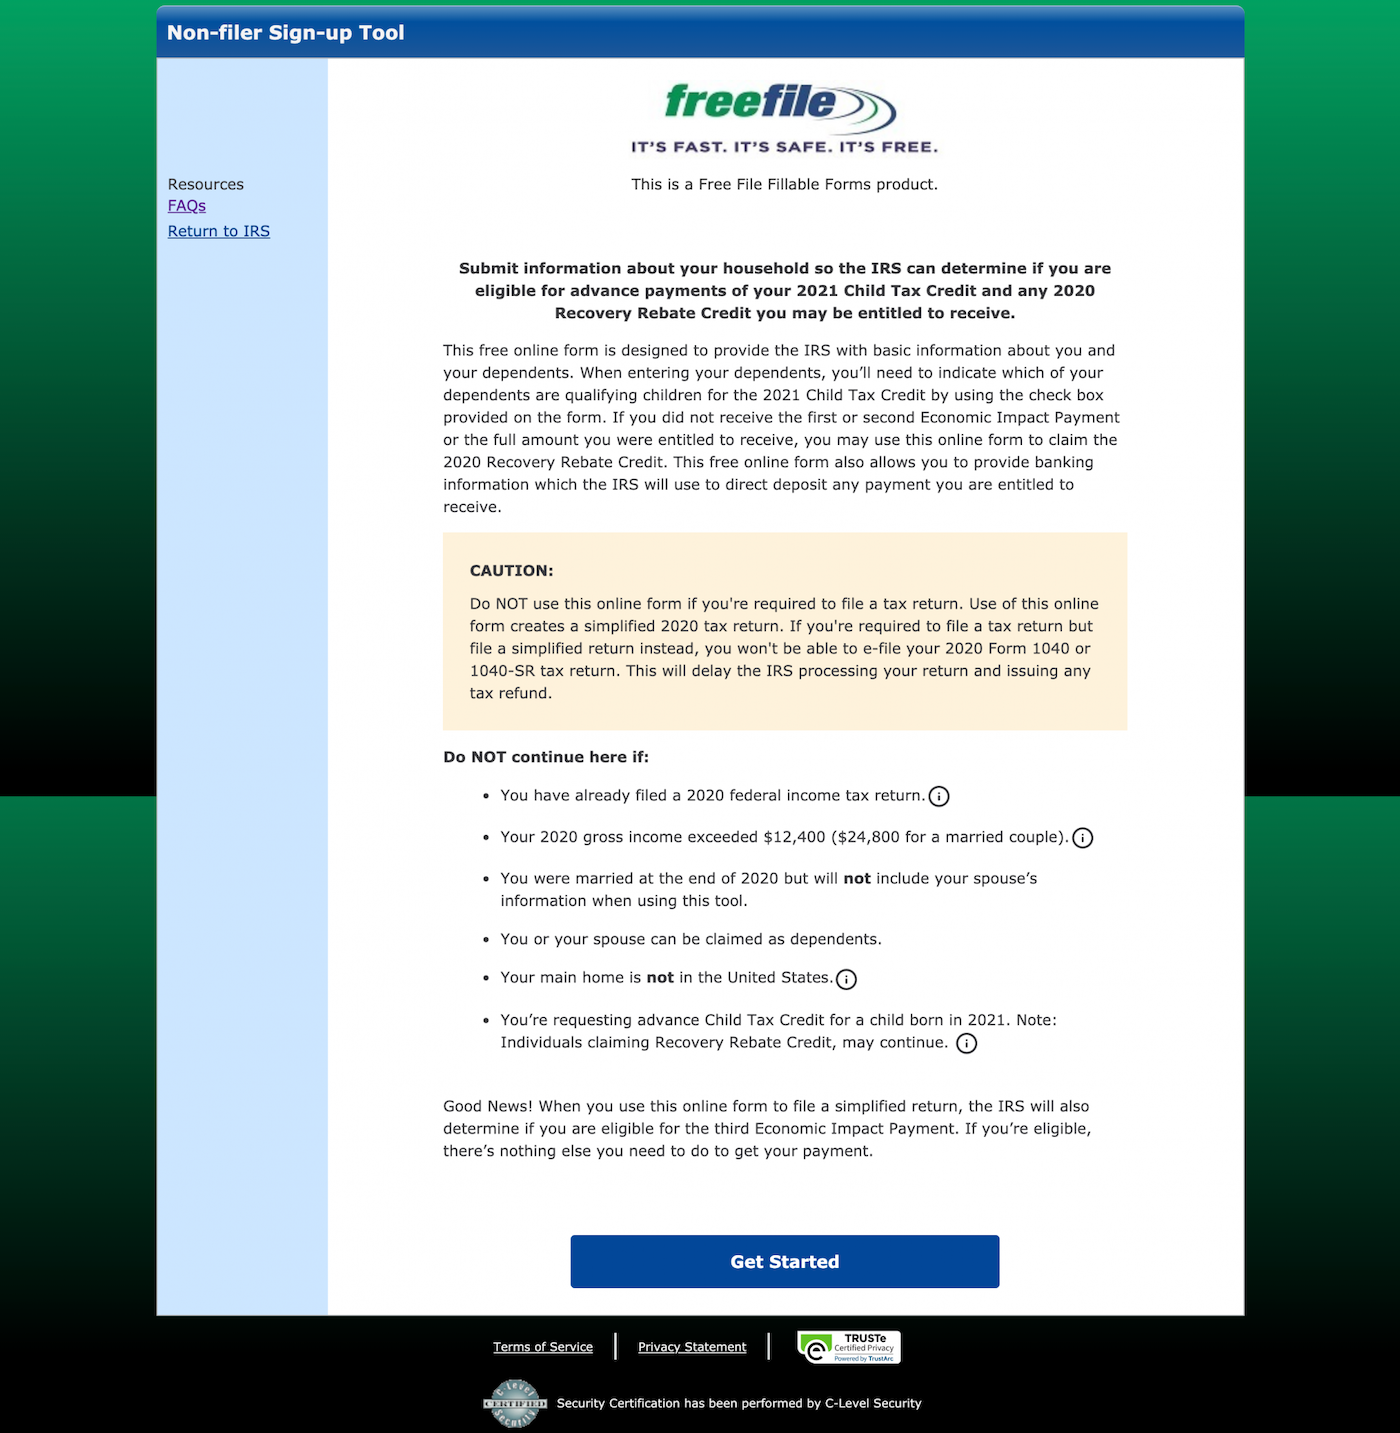 Non-filer Sign-up Tool
freefile
IT'S FAST. IT'S SAFE. IT'S FREE.
This is a Free File Fillable Forms product.
Resources
FAQs
Return to IRS
Submit information about your household so the IRS can determine if you are
eligible for advance payments of your 2021 Child Tax Credit and any 2020
Recovery Rebate Credit you may be entitled to receive.
This free online form is designed to provide the IRS with basic information about you and
your dependents. When entering your dependents, you’ll need to indicate which of your
dependents are qualifying children for the 2021 Child Tax Credit by using the check box
provided on the form. If you did not receive the first or second Economic Impact Payment
or the full amount you were entitled to receive, you may use this online form to claim the
2020 Recovery Rebate Credit. This free online form also allows you to provide banking
information which the IRS will use to direct deposit any payment you are entitled to
receive.
CAUTION:
Do NOT use this online form if you're required to file a tax return. Use of this online
form creates a simplified 2020 tax return. If you're required to file a tax return but
file a simplified return instead, you won't be able to e-file your 2020 Form 1040 or
1040-SR tax return. This will delay the IRS processing your return and issuing any
tax refund.
Do NOT continue here if:
• You have already filed a 2020 federal income tax return.
• Your 2020 gross income exceeded $12,400 ($24,800 for a married couple).
• You were married at the end of 2020 but will not include your spouse’s
information when using this tool.
• You or your spouse can be claimed as dependents.
• Your main home is not in the United States.
• You’re requesting advance Child Tax Credit for a child born in 2021. Note:
Individuals claiming Recovery Rebate Credit, may continue.
Good News! When you use this online form to file a simplified return, the IRS will also
determine if you are eligible for the third Economic Impact Payment. If you’re eligible,
there’s nothing else you need to do to get your payment.
Get Started
Terms of Service
Privacy Statement
TRUSTe
Certified Privacy
Powered by TrustArc
C-Level
CERTIFIED
Security
Security Certification has been performed by C-Level Security